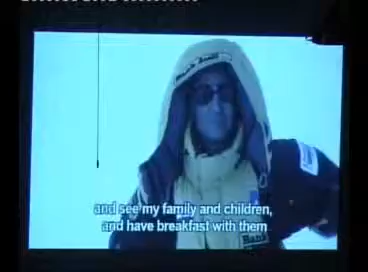 and see my family and children,
and have breakfast with them